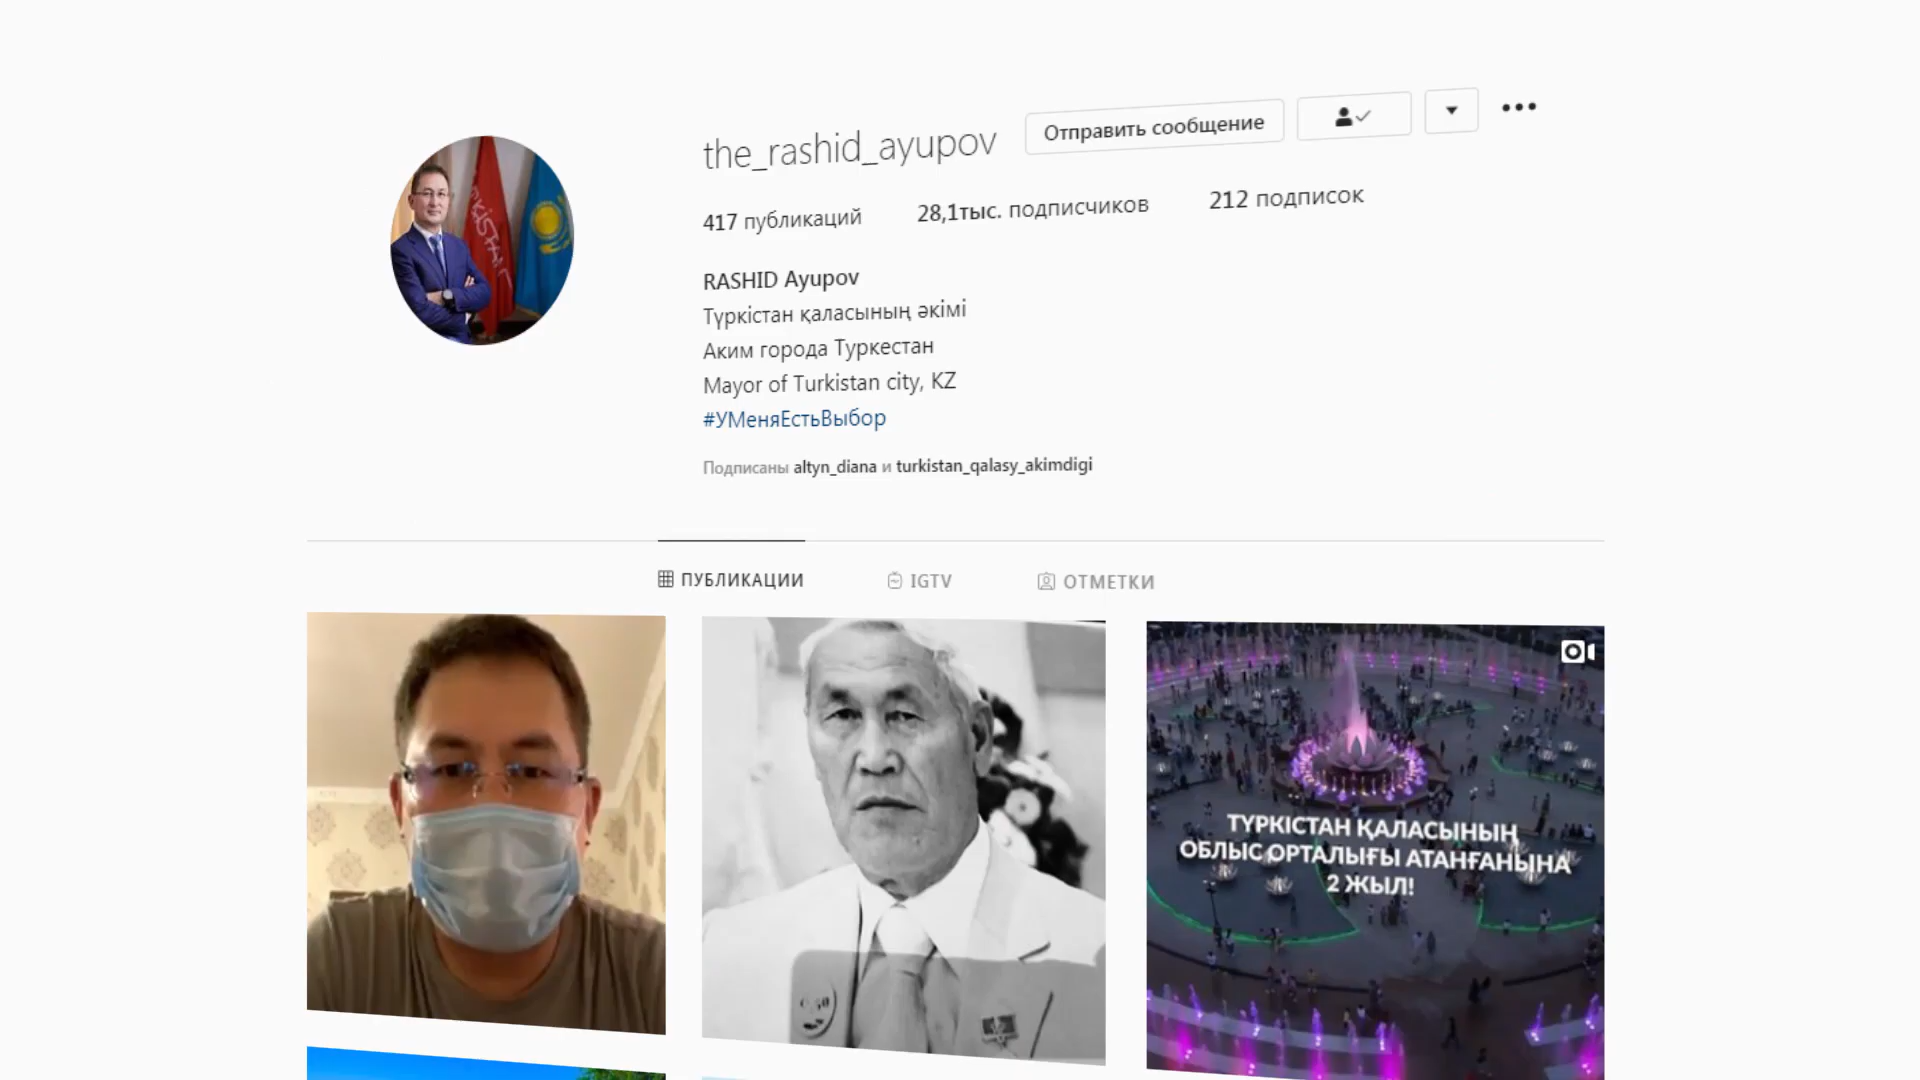 the_rashid_ayupov
Отправить сообщение
417 публикаций
28,1тыс. подписчиков
212 подписок
RASHID Ayupov
Түркістан қаласының әкімі
Аким города Туркестан
Mayor of Turkistan city, KZ
#УМеняЕстьВыбор
Подписаны altyn_diana и turkistan_qalasy_akimdigi
ПУБЛИКАЦИИ
IGTV
ОТМЕТКИ
ТҮРКІСТАН ҚАЛАСЫНЫҢ
ОБЛЫС ОРТАЛЫҒЫ АТАНҒАНЫНА
2 ЖЫЛ!